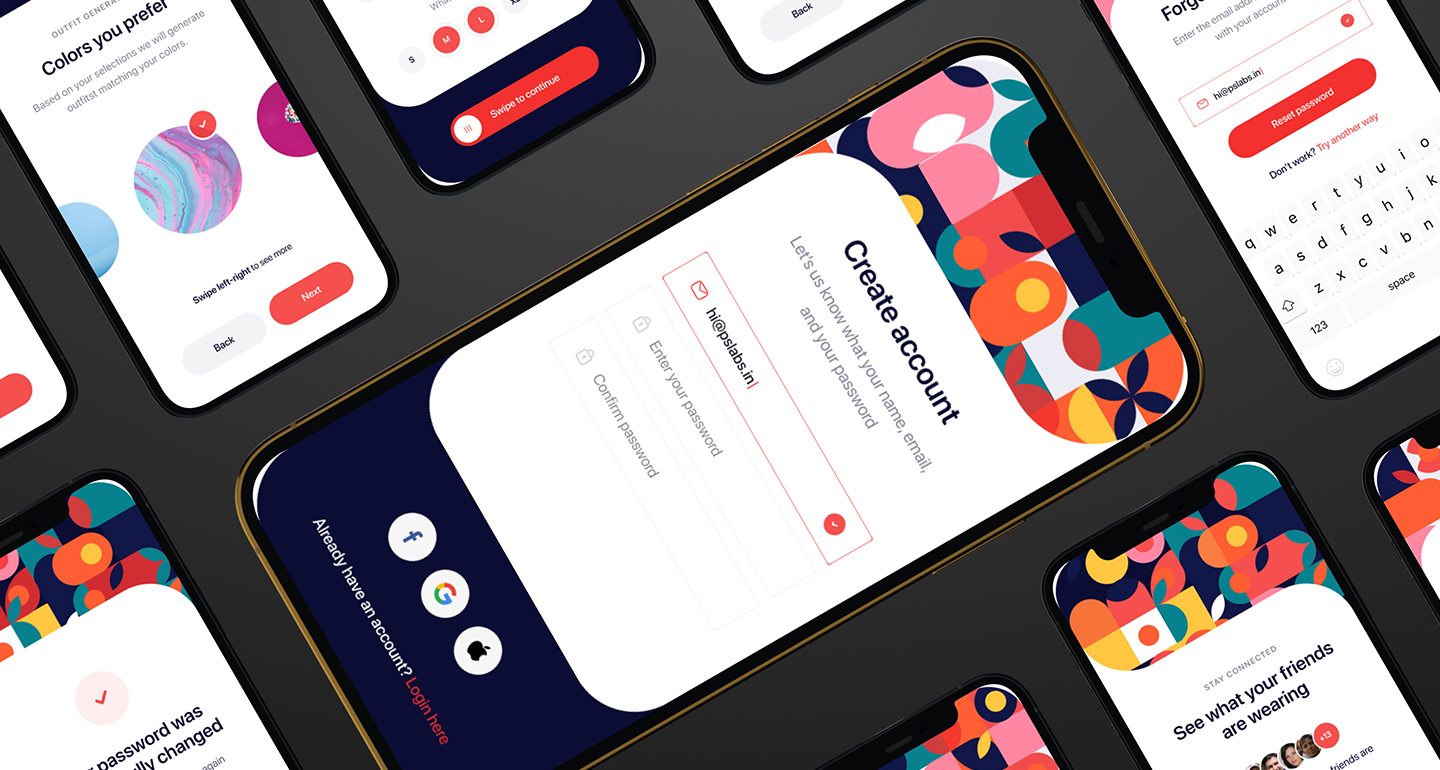 OUTFIT GENERA
Colors you prefer
Based on your selections we will generate
outfitst matching your colors.
Swipe left-right to see more
Next
Back
S
M
L
Swipe to continue
Back
Enter the email addr
with your account
hi@pslabs.in
Reset password
Don't work? Try another way
q w e r t y u i o
a s d f g h j k
z x c v b n
123
space
Create account
Let's us know what your name, email,
and your password
hi@pslabs.in
Enter your password
Confirm password
Already have an account? Login here
password was
lly changed
again
STAY CONNECTED
See what your friends
are wearing
+13
friends are